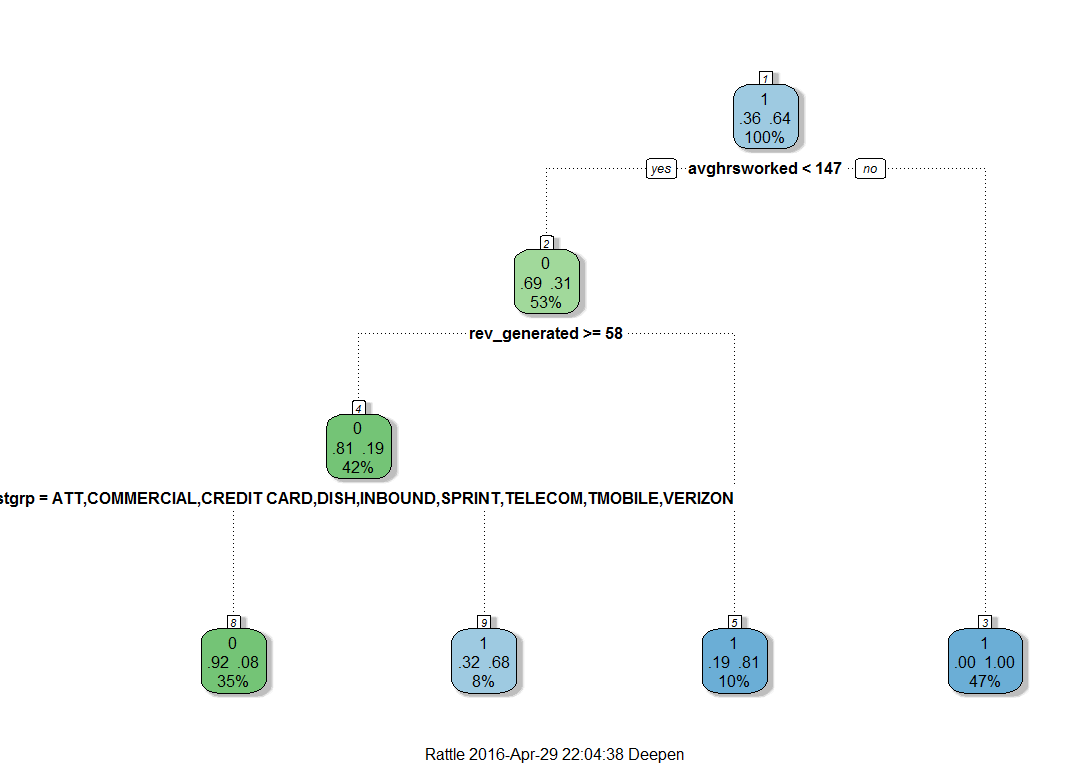 1
1
.36 .64
100%
yes avghrsworked < 147 no
2
0
.69 .31
53%
rev_generated >= 58
4
0
.81 .19
42%
stgrp = ATT,COMMERCIAL,CREDIT CARD,DISH,INBOUND,SPRINT,TELECOM,TMOBILE,VERIZON
8 9 5 3
0 1 1 1
.92 .08 .32 .68 .19 .81 .00 1.00
35% 8% 10% 47%
Rattle 2016-Apr-29 22:04:38 Deepen